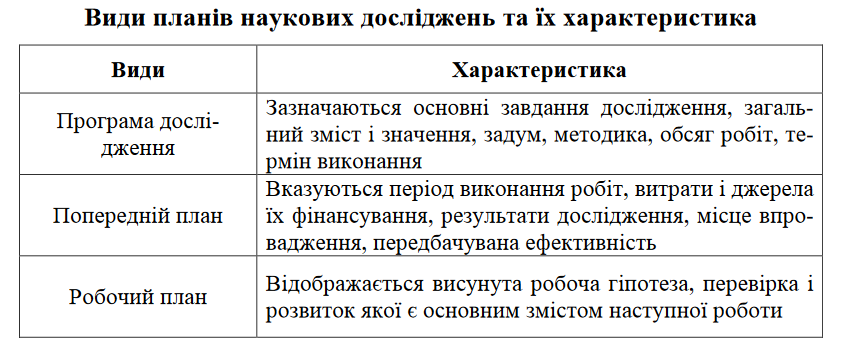 Види планів наукових досліджень та їх характеристика
Види
Характеристика
Програма дослі-
дження
Зазначаються основні завдання дослідження, загаль-
ний зміст і значення, задум, методика, обсяг робіт, те-
рмін виконання
Попередній план
Вказуються період виконання робіт, витрати і джерела
їх фінансування, результати дослідження, місце впро-
вадження, передбачувана ефективність
Робочий план
Відображається висунута робоча гіпотеза, перевірка і
розвиток якої є основним змістом наступної роботи